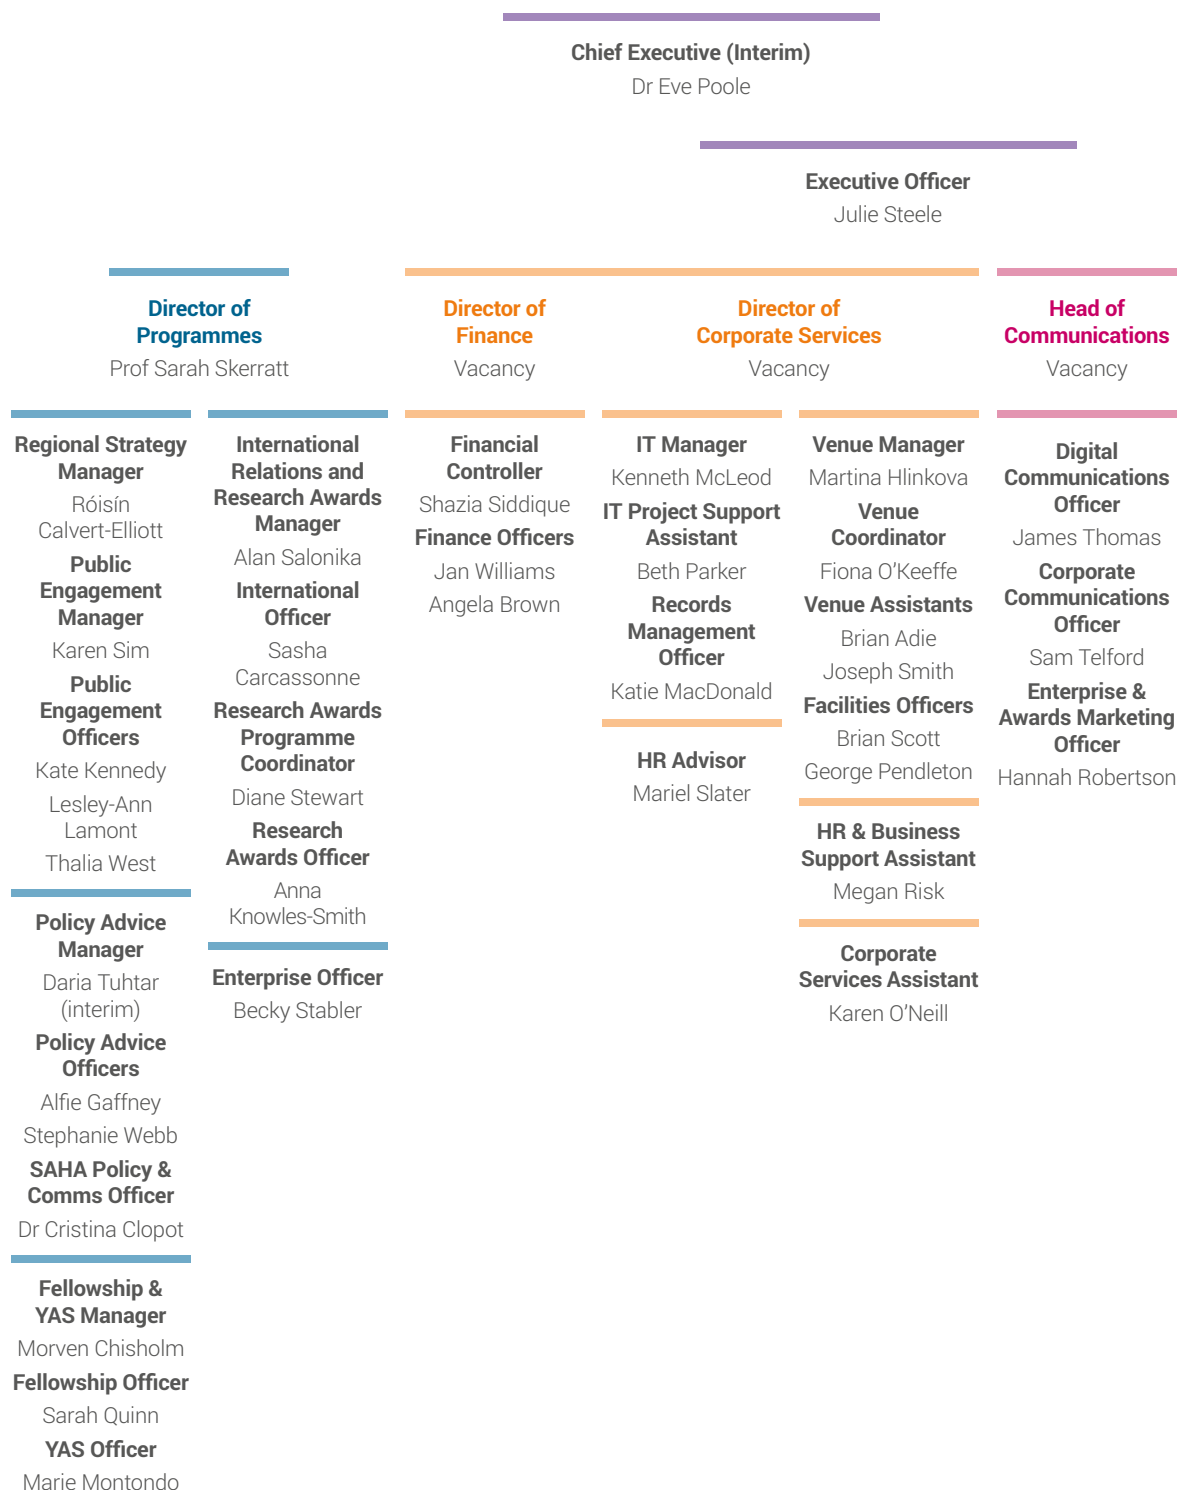 Chief Executive (Interim)
Dr Eve Poole
Executive Officer
Julie Steele
Director of
Programmes
Prof Sarah Skerratt
Director of
Finance
Vacancy
Director of
Corporate Services
Vacancy
Head of
Communications
Vacancy
Regional Strategy
Manager
Róisín
Calvert-Elliott
Public
Engagement
Manager
Karen Sim
Public
Engagement
Officers
Kate Kennedy
Lesley-Ann
Lamont
Thalia West
Policy Advice
Manager
Daria Tuhtar
(interim)
Policy Advice
Officers
Alfie Gaffney
Stephanie Webb
SAHA Policy &
Comms Officer
Dr Cristina Clopot
Fellowship &
YAS Manager
Morven Chisholm
Fellowship Officer
Sarah Quinn
YAS Officer
Marie Montondo
International
Relations and
Research Awards
Manager
Alan Salonika
International
Officer
Sasha
Carcassonne
Research Awards
Programme
Coordinator
Diane Stewart
Research
Awards Officer
Anna
Knowles-Smith
Enterprise Officer
Becky Stabler
Financial
Controller
Shazia Siddique
Finance Officers
Jan Williams
Angela Brown
IT Manager
Kenneth McLeod
IT Project Support
Assistant
Beth Parker
Records
Management
Officer
Katie MacDonald
HR Advisor
Mariel Slater
Venue Manager
Martina Hlinkova
Venue
Coordinator
Fiona O’Keeffe
Venue Assistants
Brian Adie
Joseph Smith
Facilities Officers
Brian Scott
George Pendleton
HR & Business
Support Assistant
Megan Risk
Corporate
Services Assistant
Karen O’Neill
Digital
Communications
Officer
James Thomas
Corporate
Communications
Officer
Sam Telford
Enterprise &
Awards Marketing
Officer
Hannah Robertson